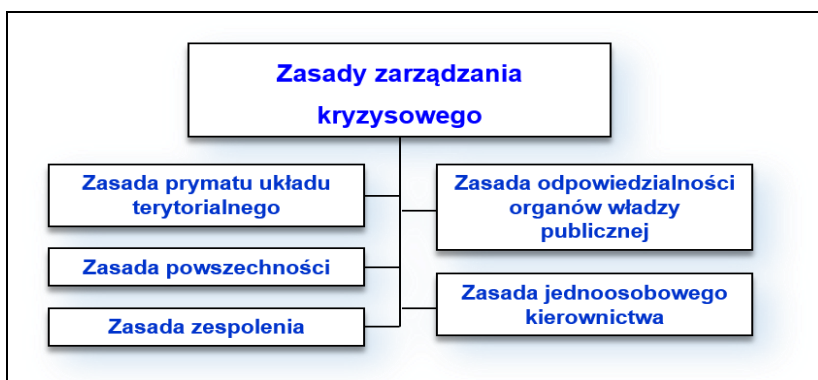 Zasady zarządzania
kryzysowego
Zasada prymatu układu
terytorialnego
Zasada powszechności
Zasada zespolenia
Zasada odpowiedzialności
organów władzy
publicznej
Zasada jednoosobowego
kierownictwa